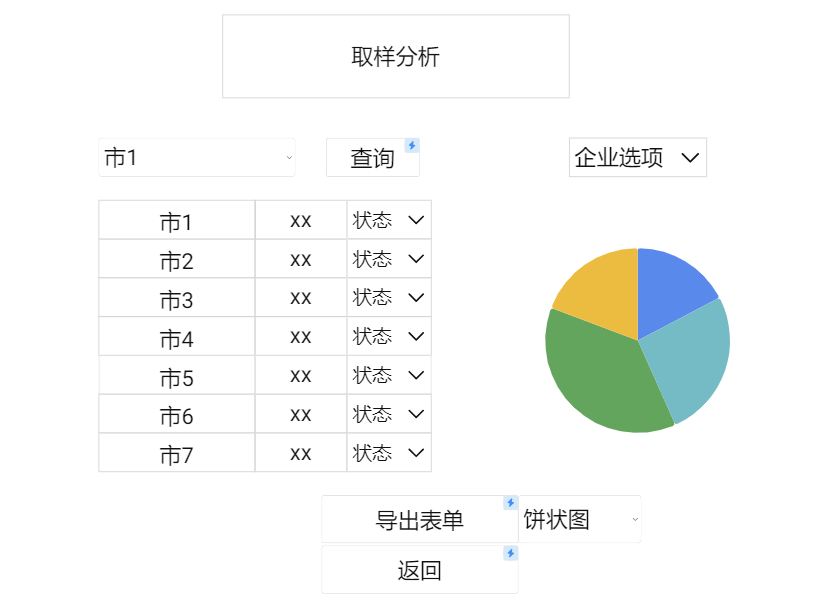 取样分析
市1 查询 企业选项
市1 xx 状态
市2 xx 状态
市3 xx 状态
市4 xx 状态
市5 xx 状态
市6 xx 状态
市7 xx 状态
导出表单 饼状图
返回